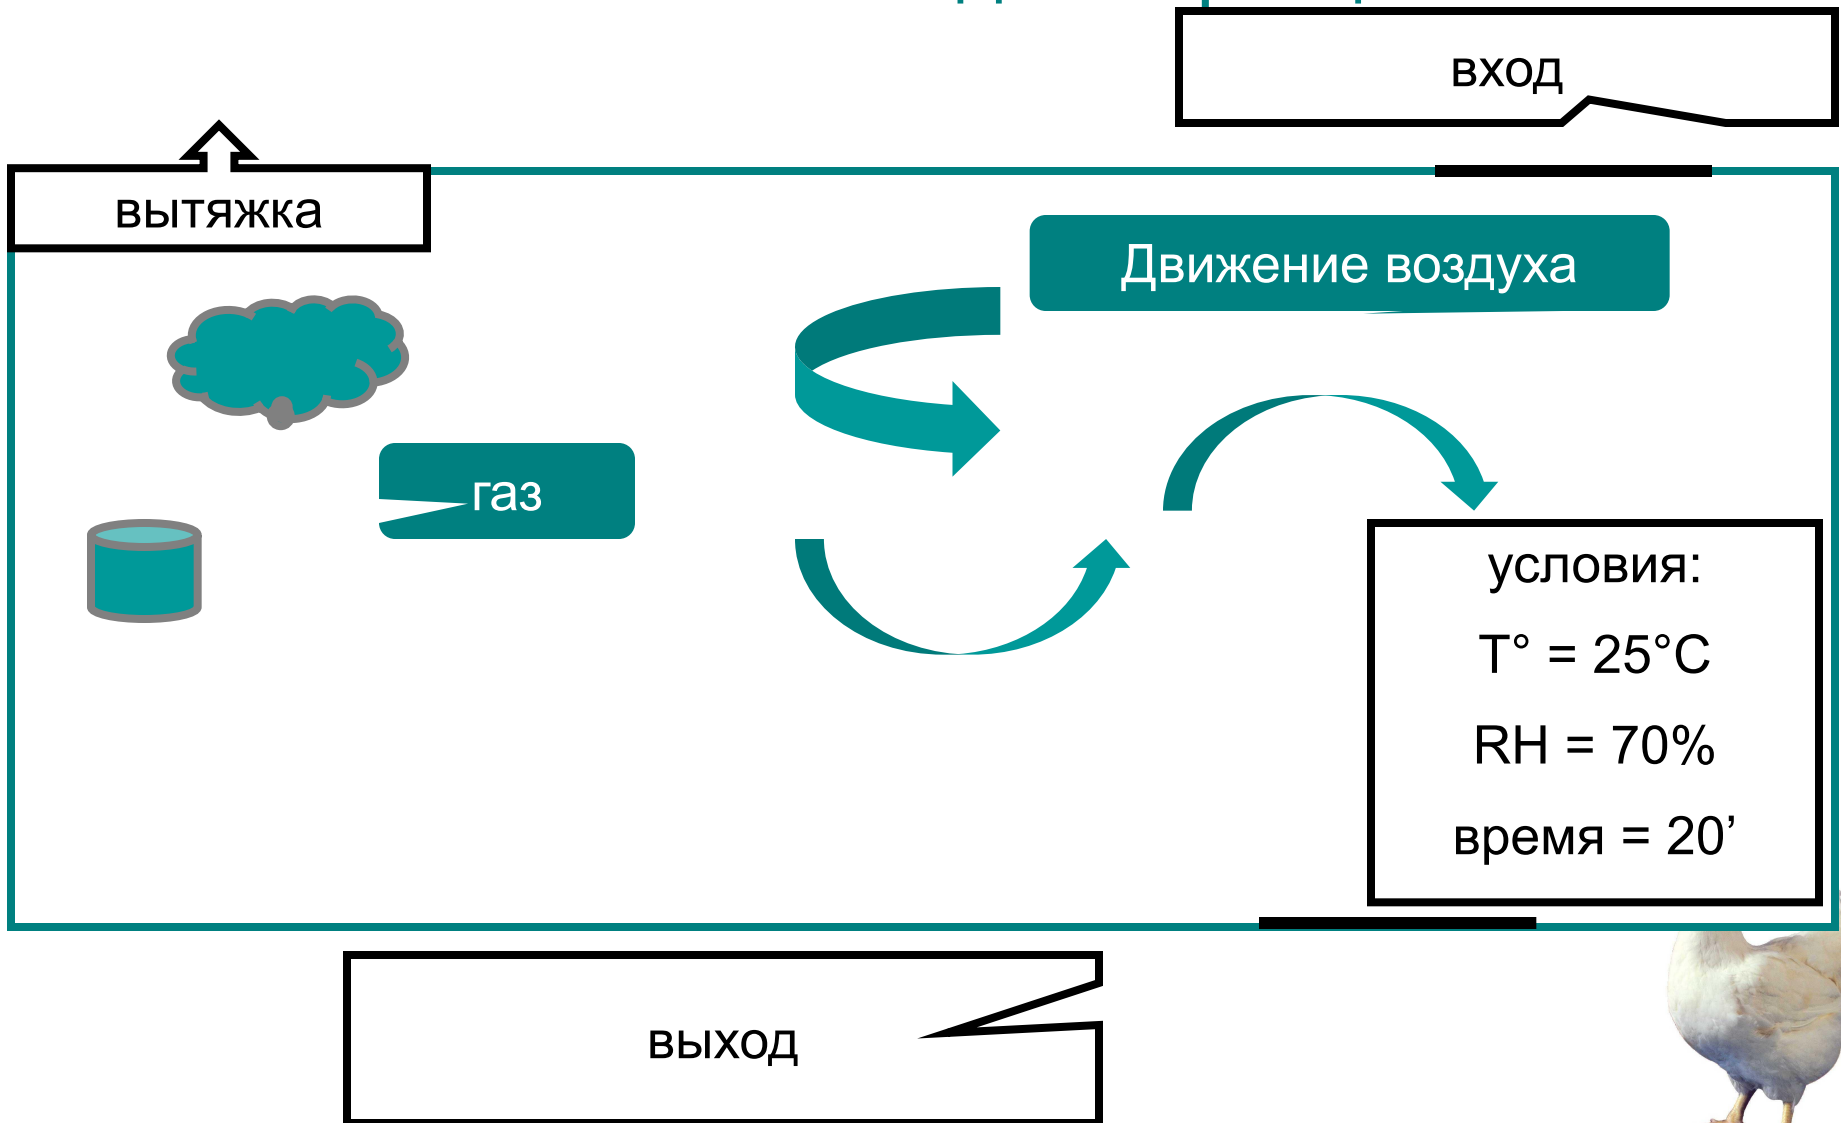 вход
вытяжка
Движение воздуха
газ
условия:
T° = 25°C
RH = 70%
время = 20’
выход